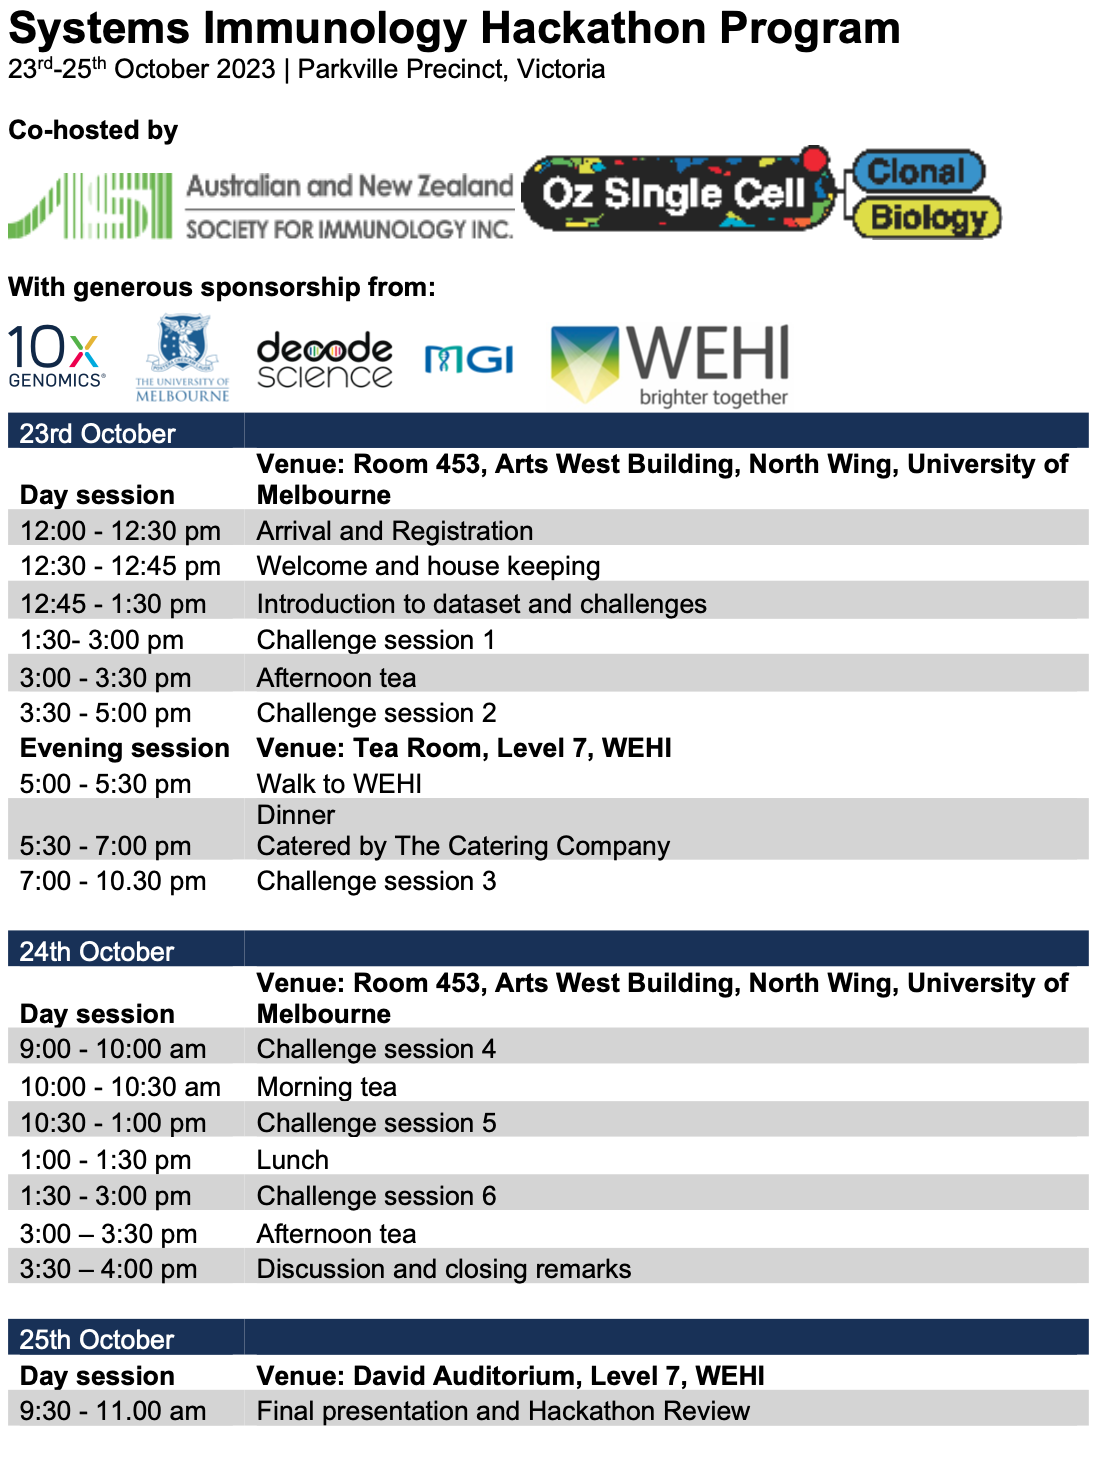 Systems Immunology Hackathon Program
23rd-25th October 2023 | Parkville Precinct, Victoria
Co-hosted by
ASI Australian and New Zealand
SOCIETY FOR IMMUNOLOGY INC.
Oz SIngle Cell
Clonal
Biology
With generous sponsorship from:
10x
GENOMICS®
THE UNIVERSITY OF
MELBOURNE
decode
science
MGI
WEHI
brighter together
23rd October
Day session Venue: Room 453, Arts West Building, North Wing, University of
Melbourne
12:00 - 12:30 pm Arrival and Registration
12:30 - 12:45 pm Welcome and house keeping
12:45 - 1:30 pm Introduction to dataset and challenges
1:30- 3:00 pm Challenge session 1
3:00 - 3:30 pm Afternoon tea
3:30 - 5:00 pm Challenge session 2
Evening session Venue: Tea Room, Level 7, WEHI
5:00 - 5:30 pm Walk to WEHI
5:30 - 7:00 pm Dinner
Catered by The Catering Company
7:00 - 10.30 pm Challenge session 3
24th October
Day session Venue: Room 453, Arts West Building, North Wing, University of
Melbourne
9:00 - 10:00 am Challenge session 4
10:00 - 10:30 am Morning tea
10:30 - 1:00 pm Challenge session 5
1:00 - 1:30 pm Lunch
1:30 - 3:00 pm Challenge session 6
3:00 – 3:30 pm Afternoon tea
3:30 – 4:00 pm Discussion and closing remarks
25th October
Day session Venue: David Auditorium, Level 7, WEHI
9:30 - 11.00 am Final presentation and Hackathon Review